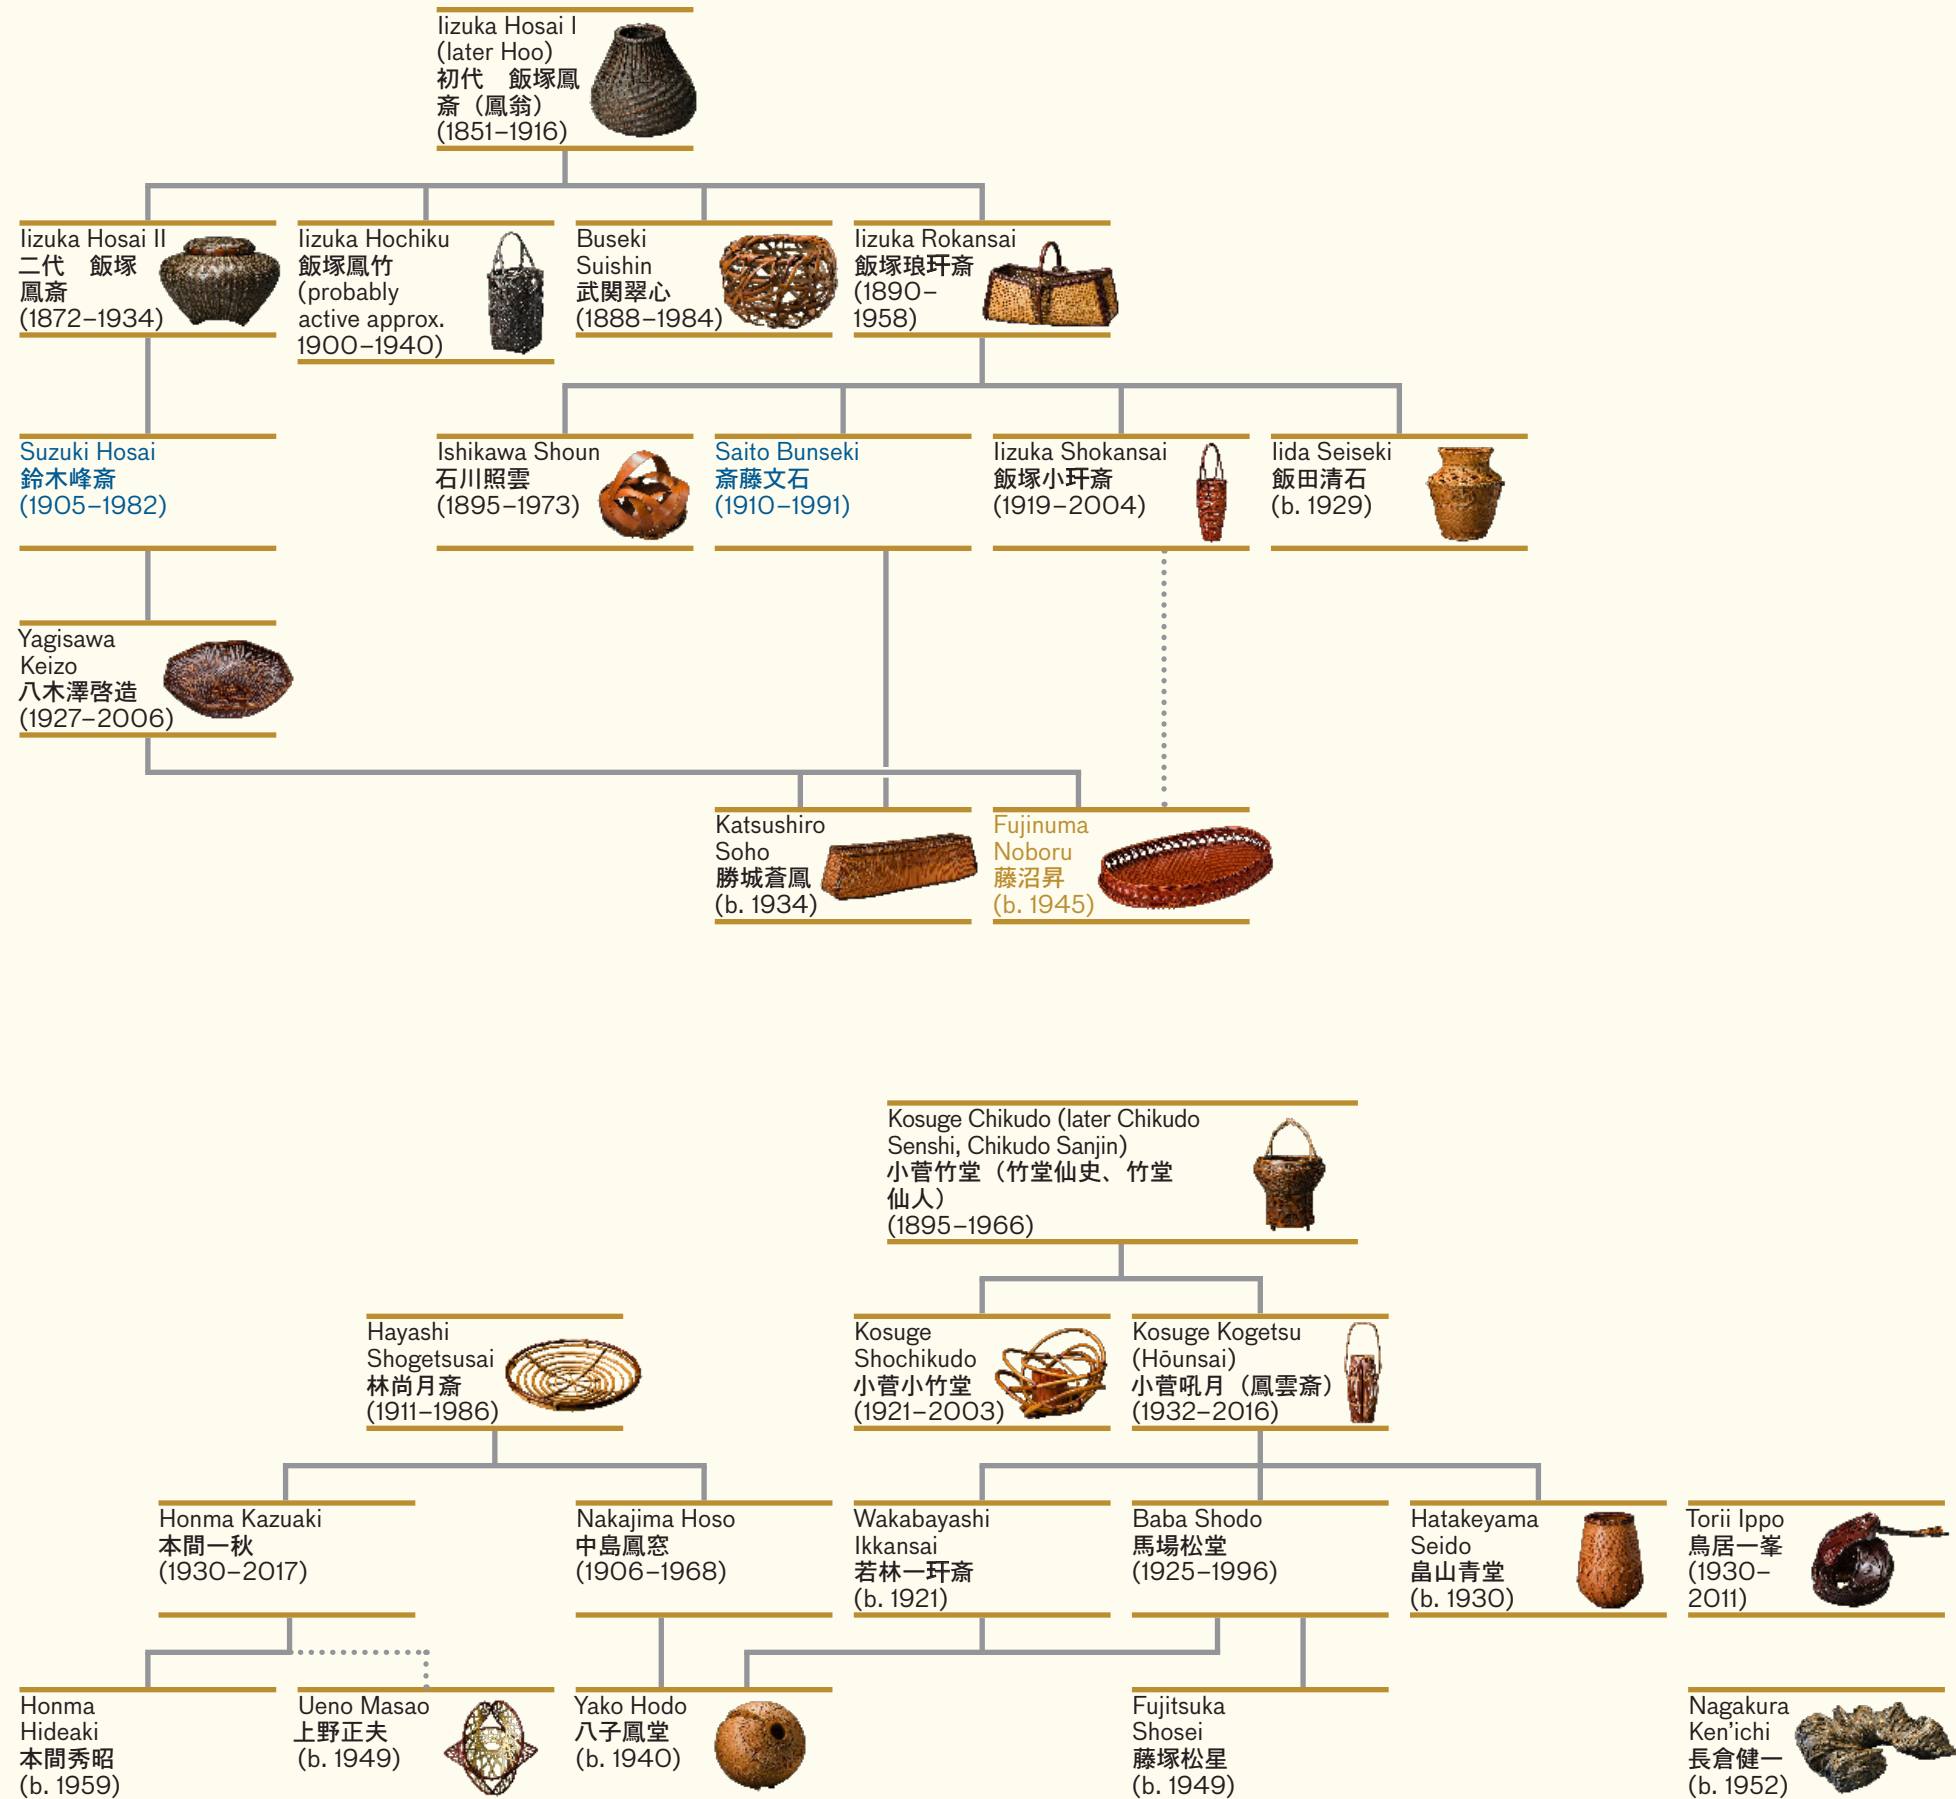 Iizuka Hosai I
(later Hoo)
初代　飯塚鳳
斎（鳳翁）
(1851–1916)
Iizuka Hosai II
二代　飯塚
鳳斎
(1872–1934)
Iizuka Hochiku
飯塚鳳竹
(probably
active approx.
1900–1940)
Buseki
Suishin
武関翠心
(1888–1984)
Iizuka Rokansai
飯塚琅玕斎
(1890–
1958)
Suzuki Hosai
鈴木峰斎
(1905–1982)
Ishikawa Shoun
石川照雲
(1895–1973)
Saito Bunseki
斎藤文石
(1910–1991)
Iizuka Shokansai
飯塚小玕斎
(1919–2004)
Iida Seiseki
飯田清石
(b. 1929)
Yagisawa
Keizo
八木澤啓造
(1927–2006)
Katsushiro
Soho
勝城蒼鳳
(b. 1934)
Fujinuma
Noboru
藤沼昇
(b. 1945)
Kosuge Chikudo (later Chikudo
Senshi, Chikudo Sanjin)
小菅竹堂（竹堂仙史、竹堂
仙人）
(1895–1966)
Hayashi
Shogetsusai
林尚月斎
(1911–1986)
Kosuge
Shochikudo
小菅小竹堂
(1921–2003)
Kosuge Kogetsu
(Hōunsai)
小菅吼月（鳳雲斎）
(1932–2016)
Honma Kazuaki
本間一秋
(1930–2017)
Nakajima Hoso
中島鳳窓
(1906–1968)
Wakabayashi
Ikkansai
若林一玕斎
(b. 1921)
Baba Shodo
馬場松堂
(1925–1996)
Hatakeyama
Seido
畠山青堂
(b. 1930)
Torii Ippo
鳥居一峯
(1930–
2011)
Honma
Hideaki
本間秀昭
(b. 1959)
Ueno Masao
上野正夫
(b. 1949)
Yako Hodo
八子鳳堂
(b. 1940)
Fujitsuka
Shosei
藤塚松星
(b. 1949)
Nagakura
Ken’ichi
長倉健一
(b. 1952)